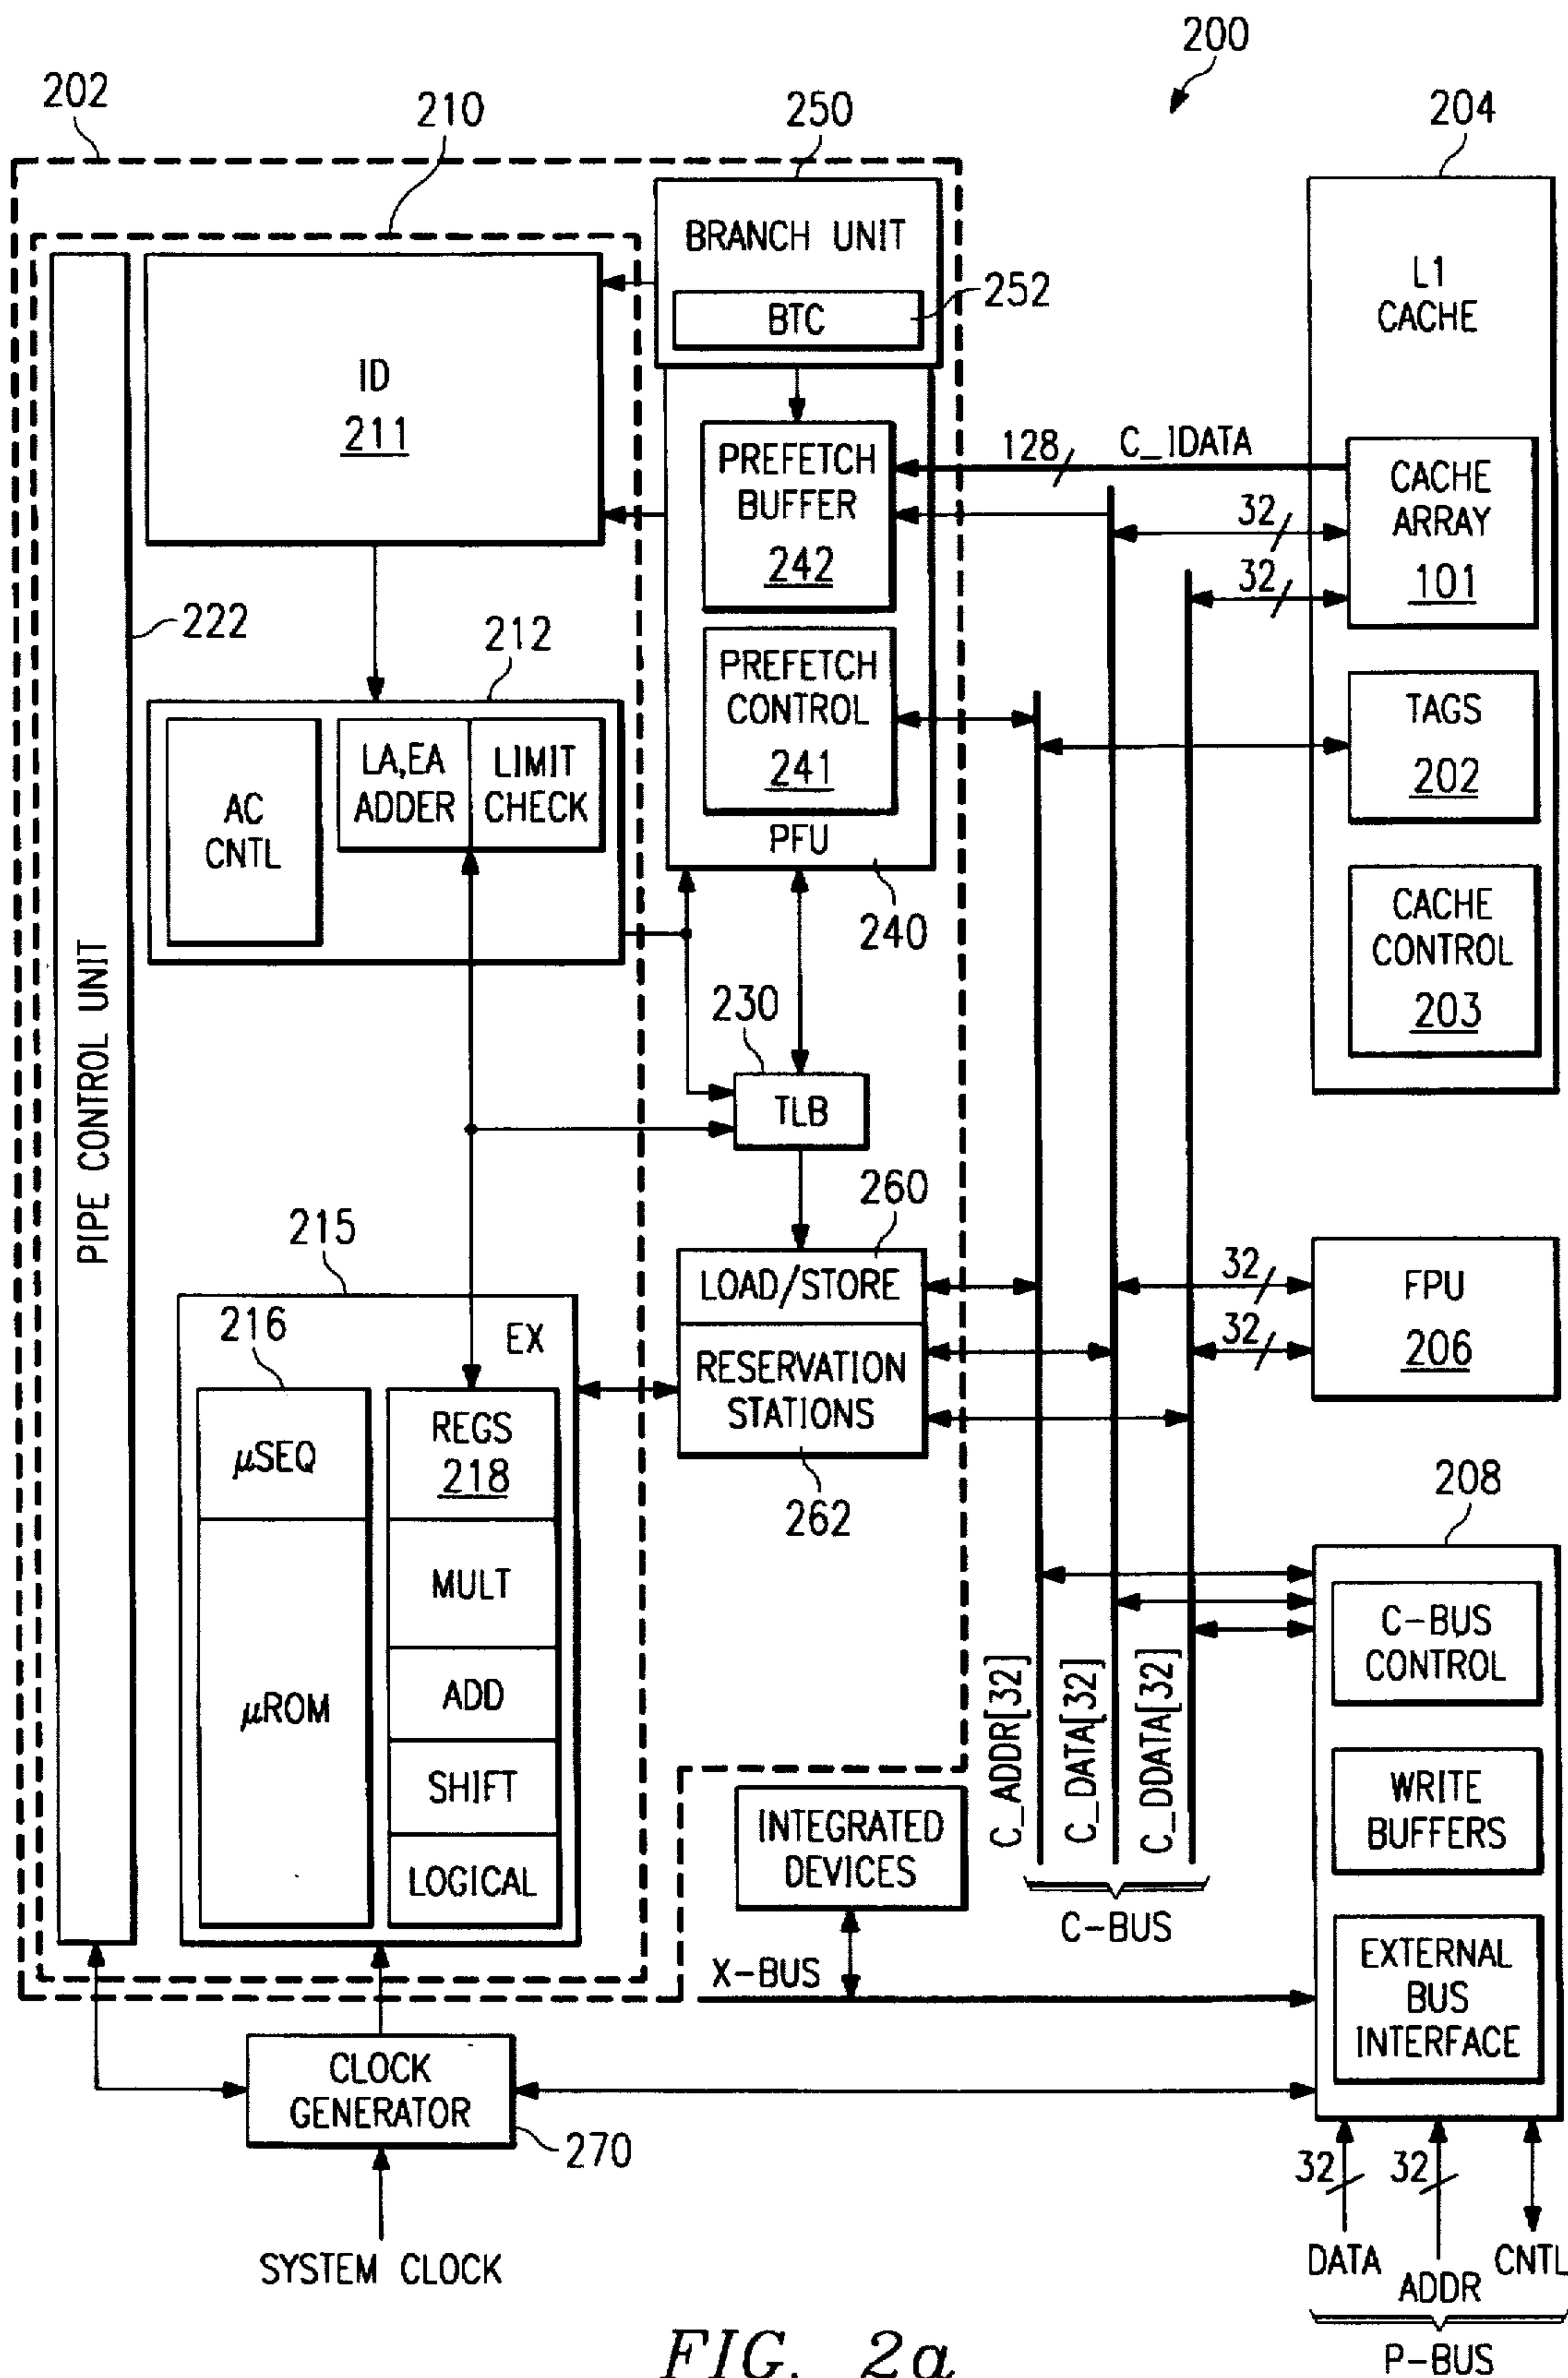 200
202
210
250
204
BRANCH UNIT
BTC
252
L1
CACHE
ID
211
PREFETCH
BUFFER
242
128
C_IDATA
CACHE
ARRAY
101
32
32
222
212
PREFETCH
CONTROL
241
PFU
240
TAGS
202
AC
CNTL
LA,EA
ADDER
LIMIT
CHECK
CACHE
CONTROL
203
PIPE CONTROL UNIT
230
TLB
260
LOAD/STORE
RESERVATION
STATIONS
262
32
32
FPU
206
215
216
EX
μSEQ
REGS
218
MULT
μROM
ADD
SHIFT
LOGICAL
208
C-BUS
CONTROL
WRITE
BUFFERS
EXTERNAL
BUS
INTERFACE
C_ADDR[32]
C_DATA[32]
C_DDATA[32]
C-BUS
INTEGRATED
DEVICES
X-BUS
CLOCK
GENERATOR
270
SYSTEM CLOCK
32
32
DATA
ADDR
CNTL
P-BUS
FIG. 2a